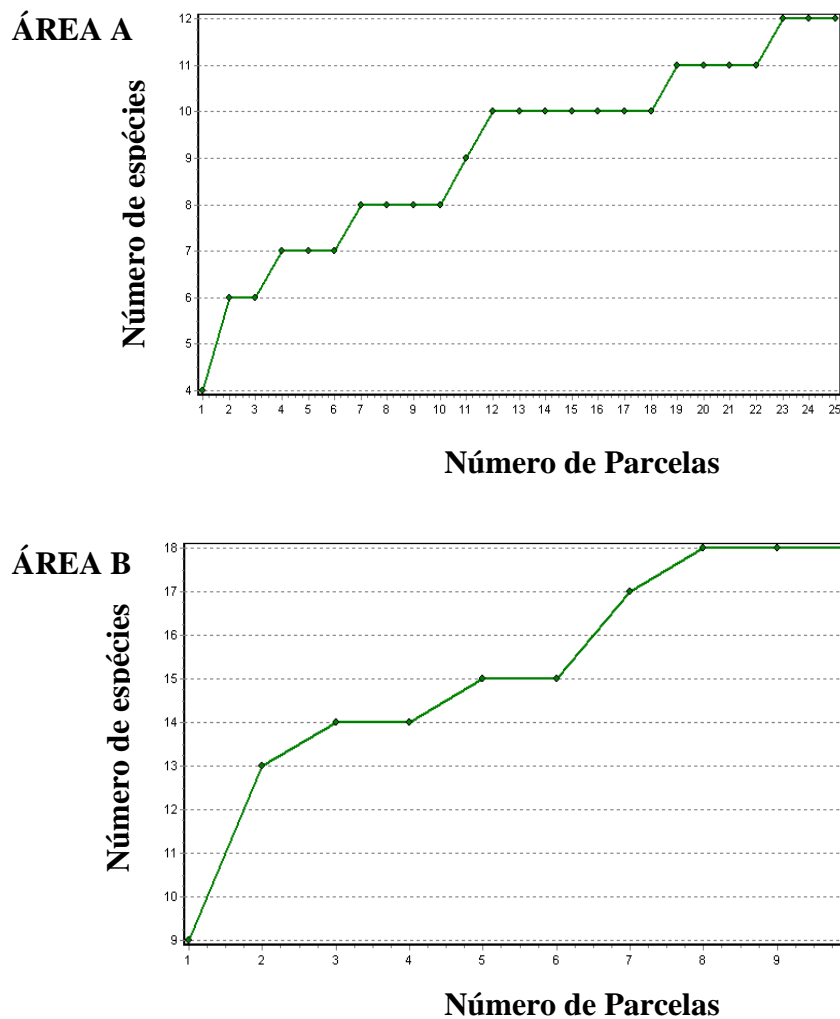 ÁREA A
Número de espécies
12
11
10
9
8
7
6
5
4
1 2 3 4 5 6 7 8 9 10 11 12 13 14 15 16 17 18 19 20 21 22 23 24 25
Número de Parcelas
ÁREA B
Número de espécies
18
17
16
15
14
13
12
11
10
9
1 2 3 4 5 6 7 8 9
Número de Parcelas